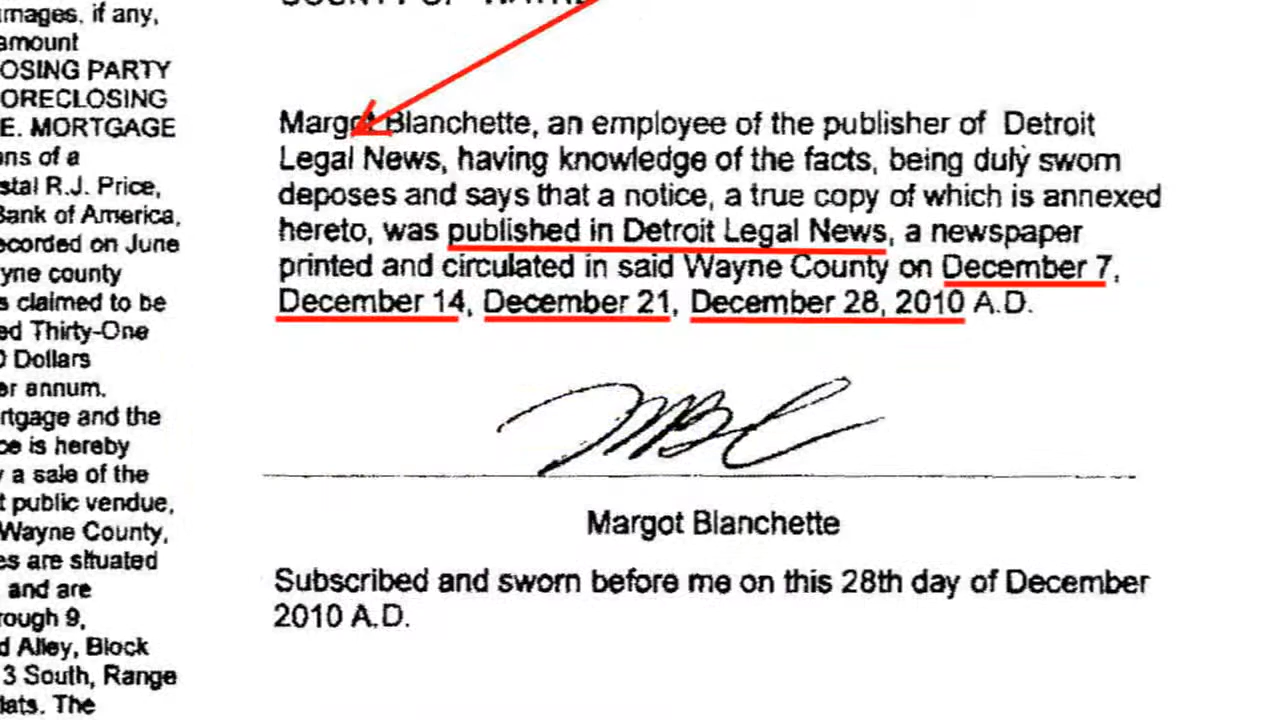 mages, if any,
amount
OSING PARTY
ORECLOSING
E. MORTGAGE
ns of a
stal R.J. Price,
Bank of America,
ecorded on June
yne county
s claimed to be
ed Thirty-One
0 Dollars
er annum.
rtgage and the
ce is hereby
y a sale of the
t public vendue,
Wayne County,
es are situated
and are
rough 9,
d Alley, Block
3 South, Range
lats. The
COUNTY OF WAYNE
Margot Blanchette, an employee of the publisher of Detroit
Legal News, having knowledge of the facts, being duly sworn
deposes and says that a notice, a true copy of which is annexed
hereto, was published in Detroit Legal News, a newspaper
printed and circulated in said Wayne County on December 7,
December 14, December 21, December 28, 2010 A.D.
Margot Blanchette
Subscribed and sworn before me on this 28th day of December
2010 A.D.